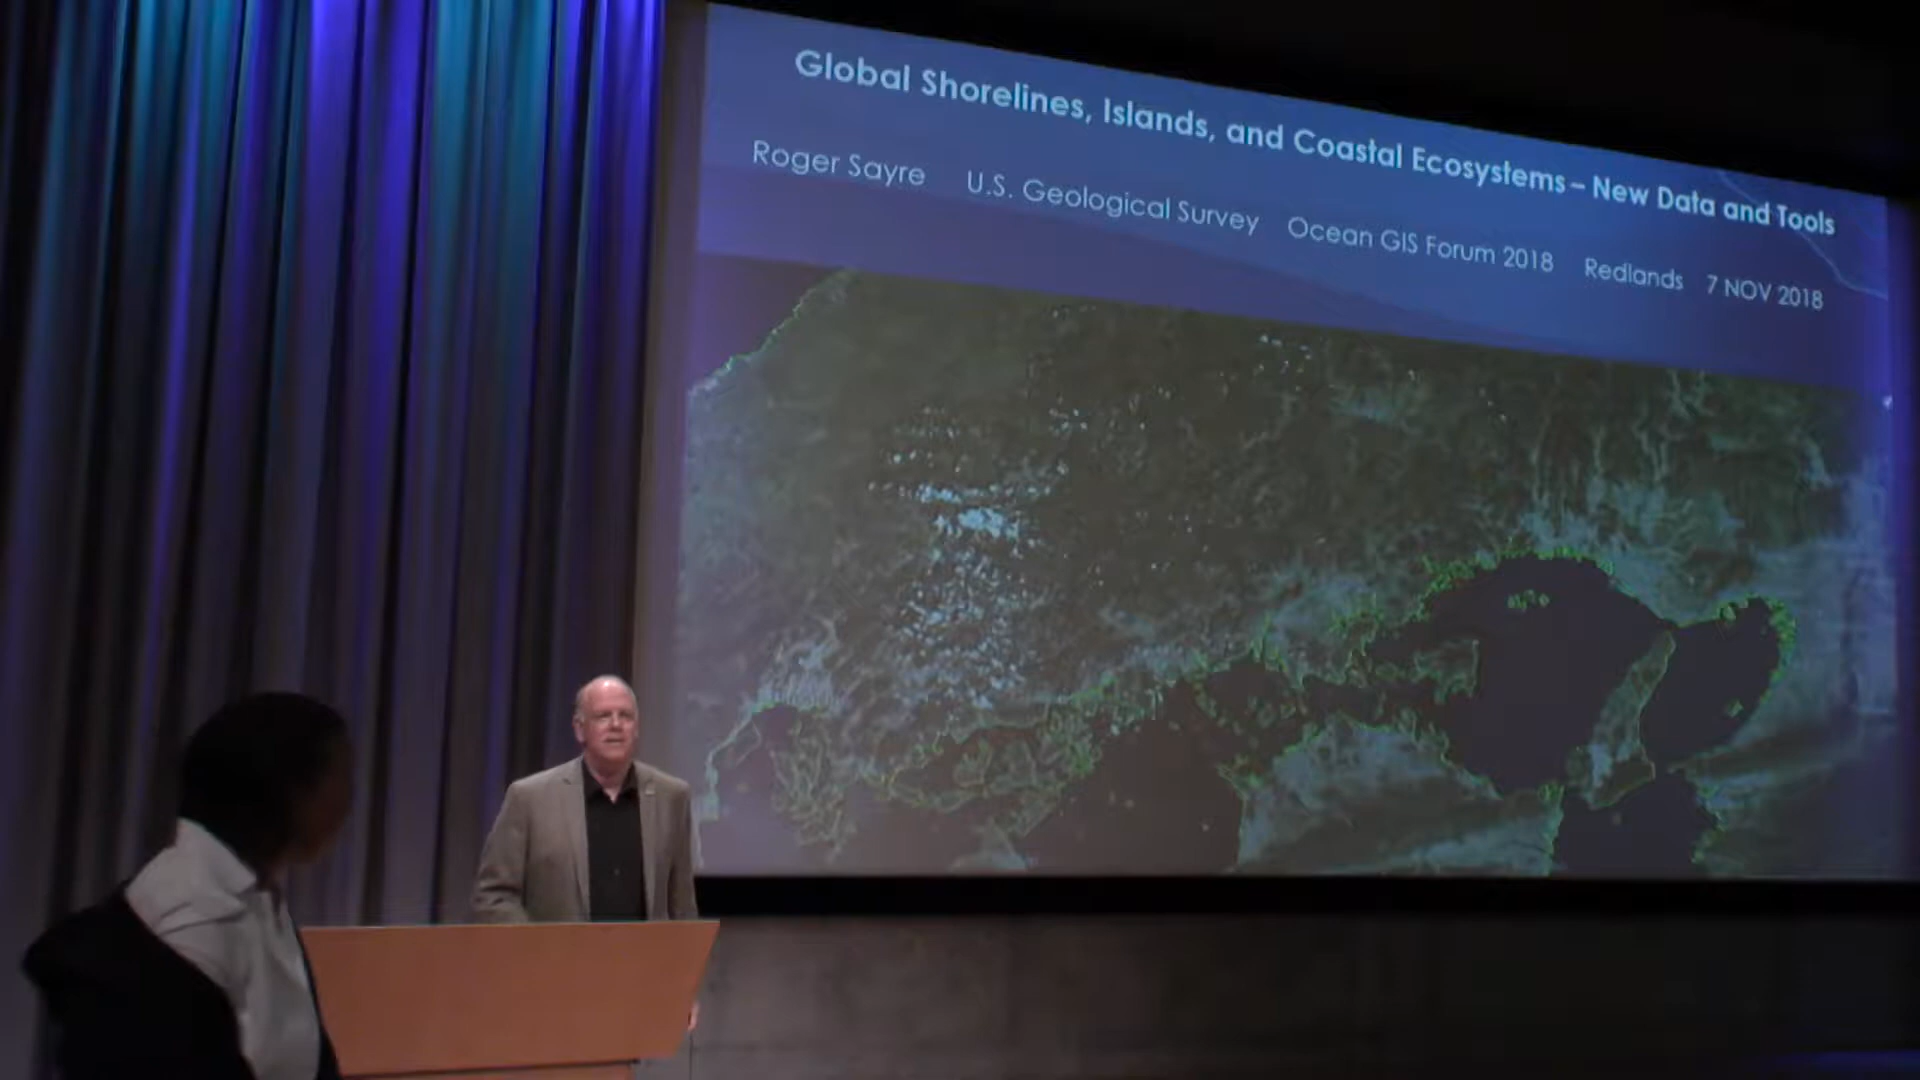 Global Shorelines, Islands, and Coastal Ecosystems – New Data and Tools
Roger Sayre U.S. Geological Survey Ocean GIS Forum 2018 Redlands 7 NOV 2018